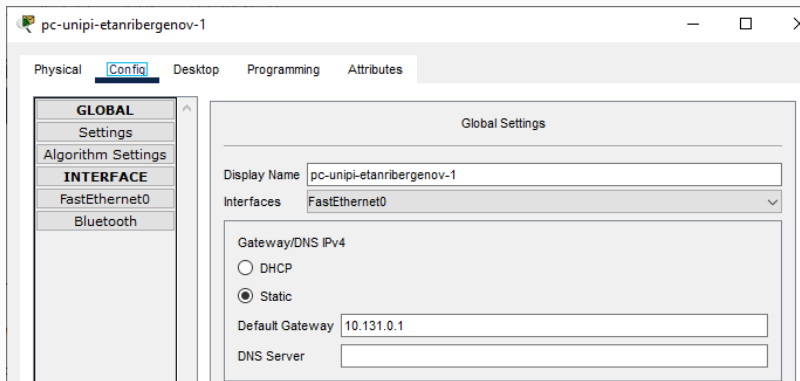 pc-unipi-etanribergenov-1
Physical Config Desktop Programming Attributes
GLOBAL
Settings
Algorithm Settings
INTERFACE
FastEthernet0
Bluetooth
Global Settings
Display Name pc-unipi-etanribergenov-1
Interfaces FastEthernet0
Gateway/DNS IPv4
DHCP
Static
Default Gateway 10.131.0.1
DNS Server